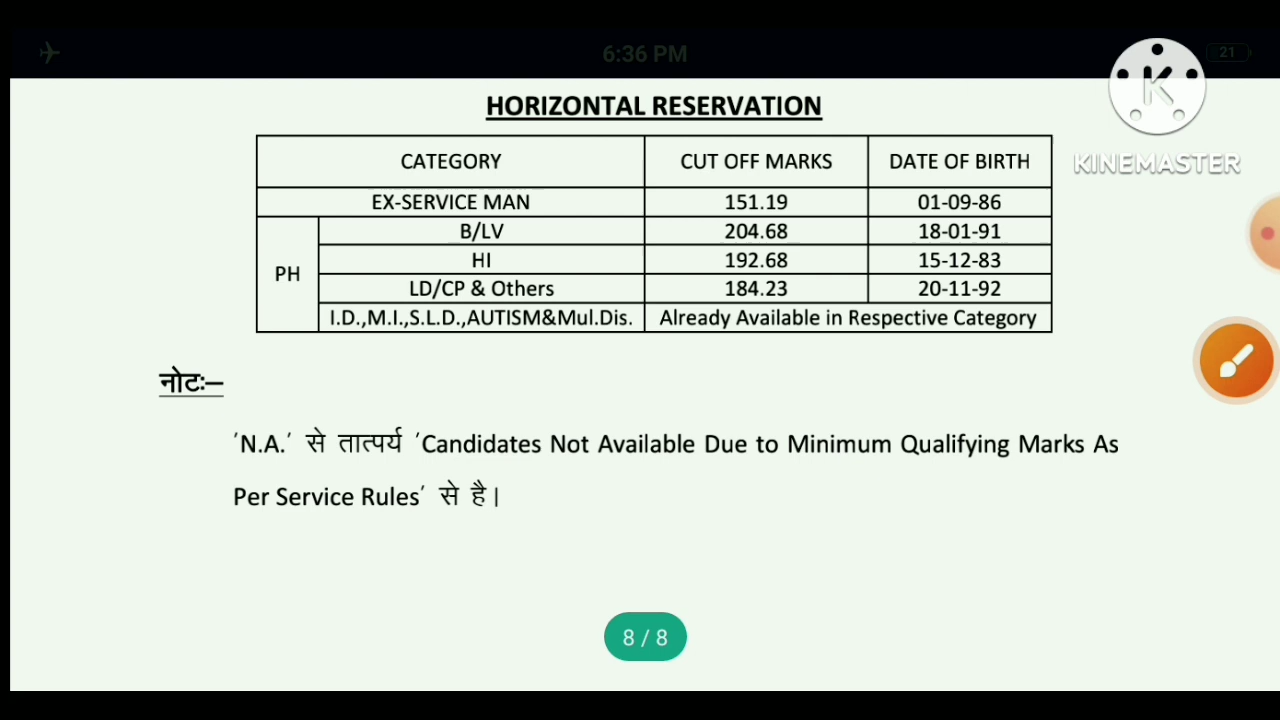 6:36 PM
21
K
KINEMASTER
HORIZONTAL RESERVATION
CATEGORY CUT OFF MARKS DATE OF BIRTH
EX-SERVICE MAN 151.19 01-09-86
PH
B/LV 204.68 18-01-91
HI 192.68 15-12-83
LD/CP & Others 184.23 20-11-92
I.D.,M.I.,S.L.D.,AUTISM&Mul.Dis. Already Available in Respective Category
नोटः–
'N.A.' से तात्पर्य 'Candidates Not Available Due to Minimum Qualifying Marks As
Per Service Rules' से है।
8 / 8